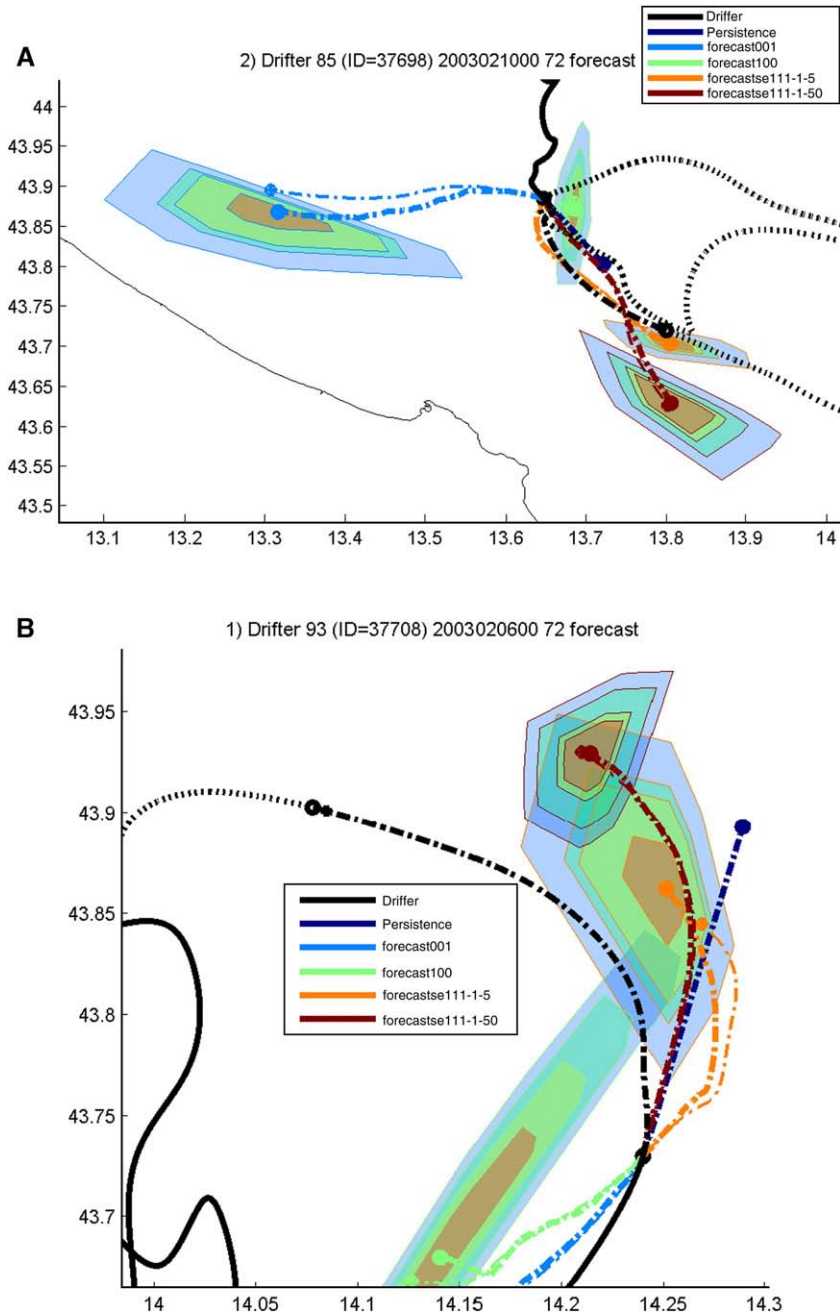 A
2) Drifter 85 (ID=37698) 2003021000 72 forecast
Driffer
Persistence
forecast001
forecast100
forecastse111-1-5
forecastse111-1-50
44
43.95
43.9
43.85
43.8
43.75
43.7
43.65
43.6
43.55
43.5
13.1 13.2 13.3 13.4 13.5 13.6 13.7 13.8 13.9 14
B
1) Drifter 93 (ID=37708) 2003020600 72 forecast
43.95
43.9
43.85
43.8
43.75
43.7
Driffer
Persistence
forecast001
forecast100
forecastse111-1-5
forecastse111-1-50
14 14.05 14.1 14.15 14.2 14.25 14.3